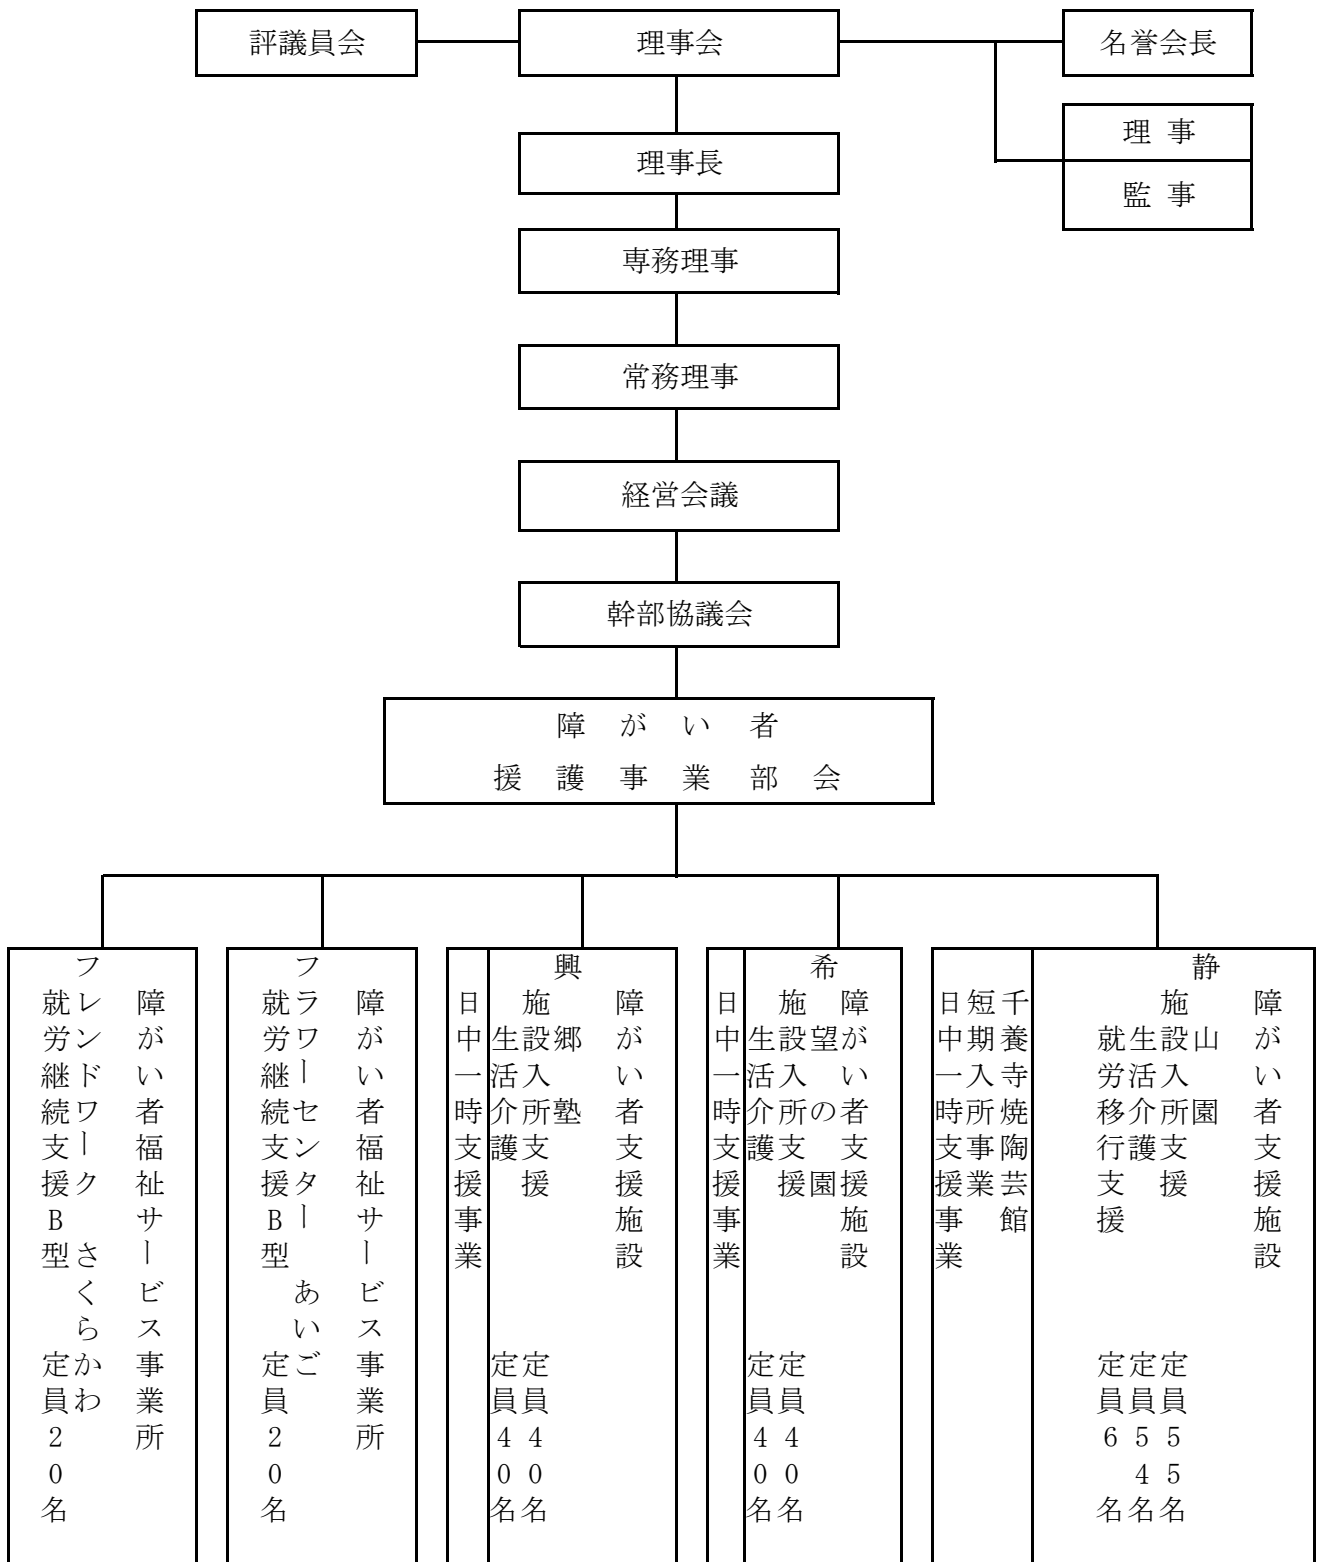 評議員会
理事会
名誉会長
理 事
監 事
理事長
専務理事
常務理事
経営会議
幹部協議会
障 が い 者
援 護 事 業 部 会
障がい者支援施設
静山園
施設入所支援 定員55名
生活介護 定員54名
就労移行支援 定員6名
千養寺焼陶芸館
短期入所事業
日中一時支援事業
障がい者支援施設
希望の園
施設入所支援 定員40名
生活介護 定員40名
日中一時支援事業
障がい者支援施設
興郷塾
施設入所支援 定員40名
生活介護 定員40名
日中一時支援事業
障がい者福祉サービス事業所
フラワーセンター あいご
就労継続支援B型 定員20名
障がい者福祉サービス事業所
フレンドワーク さくらかわ
就労継続支援B型 定員20名